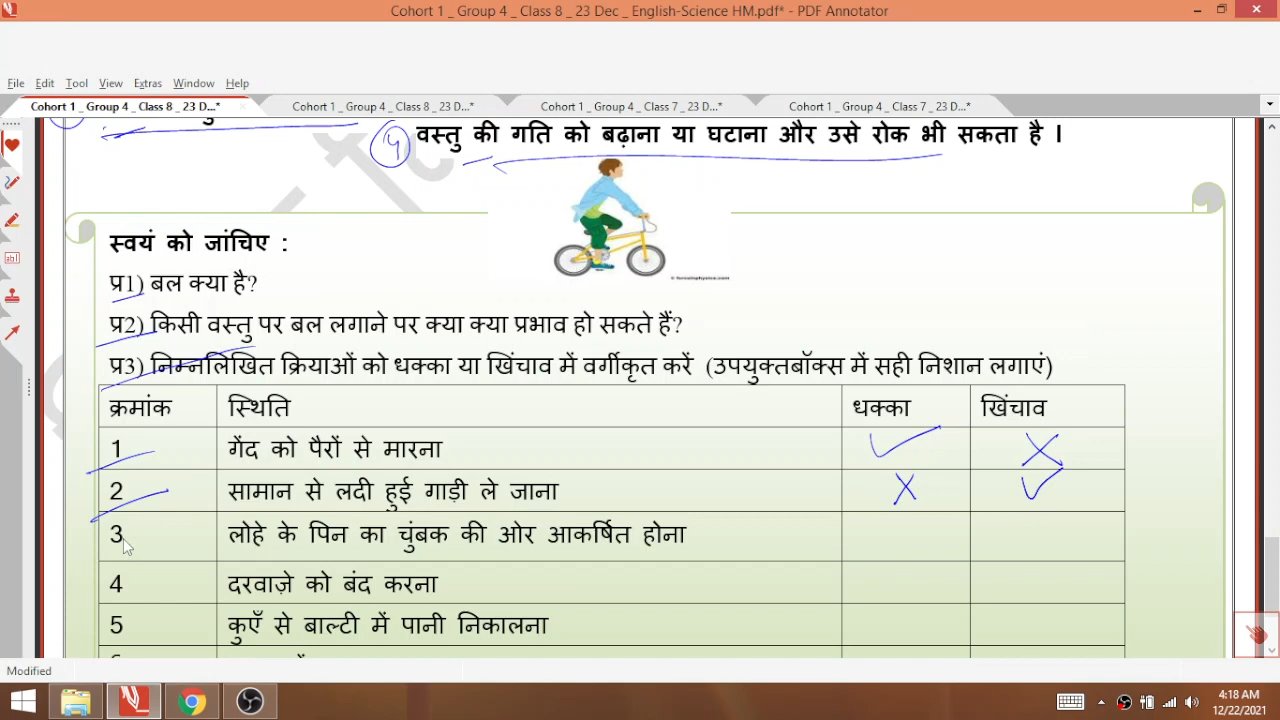 Cohort 1 _ Group 4 _ Class 8 _ 23 Dec _ English-Science HM.pdf* - PDF Annotator
File Edit Tool View Extras Window Help
Cohort 1 _ Group 4 _ Class 8 _ 23 D...* Cohort 1 _ Group 4 _ Class 8 _ 23 D...* Cohort 1 _ Group 4 _ Class 7 _ 23 D...* Cohort 1 _ Group 4 _ Class 7 _ 23 D...*
वस्तु की गति को बढ़ाना या घटाना और उसे रोक भी सकता है ।
स्वयं को जांचिए :
प्र1) बल क्या है?
प्र2) किसी वस्तु पर बल लगाने पर क्या क्या प्रभाव हो सकते हैं?
प्र3) निम्नलिखित क्रियाओं को धक्का या खिंचाव में वर्गीकृत करें (उपयुक्तबॉक्स में सही निशान लगाएं)
क्रमांक स्थिति धक्का खिंचाव
1 गेंद को पैरों से मारना
2 सामान से लदी हुई गाड़ी ले जाना
3 लोहे के पिन का चुंबक की ओर आकर्षित होना
4 दरवाज़े को बंद करना
5 कुएँ से बाल्टी में पानी निकालना
Modified
4:18 AM
12/22/2021